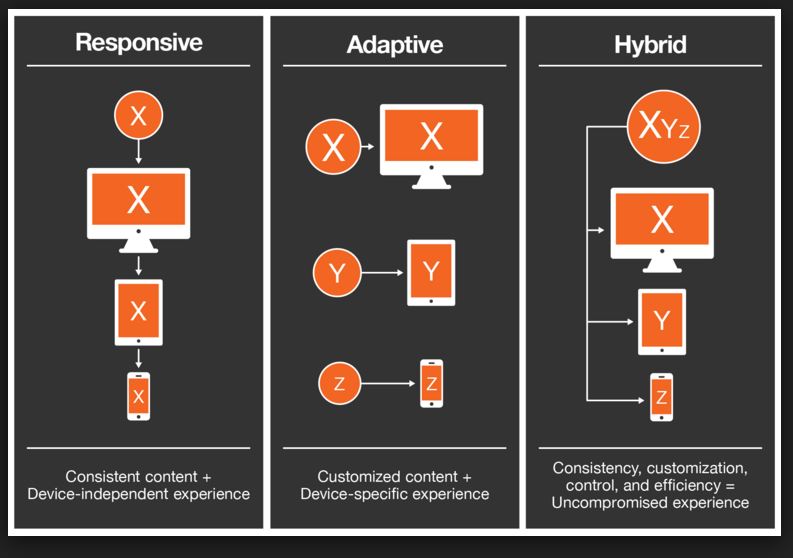 Responsive
X
X
X
X
Consistent content +
Device-independent experience
Adaptive
X
X
Y
Y
Z
Z
Customized content +
Device-specific experience
Hybrid
XYZ
X
Y
Z
Consistency, customization,
control, and efficiency =
Uncompromised experience